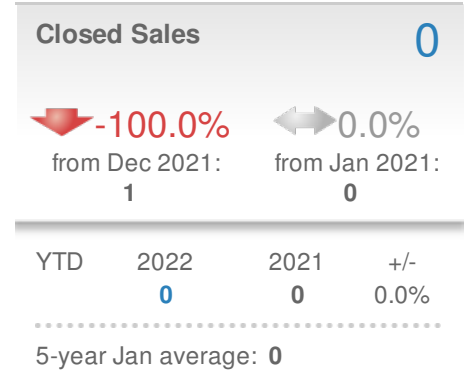 Closed Sales 0
-100.0% 0.0%
from Dec 2021: from Jan 2021:
1 0
YTD 2022 2021 +/-
0 0 0.0%
5-year Jan average: 0